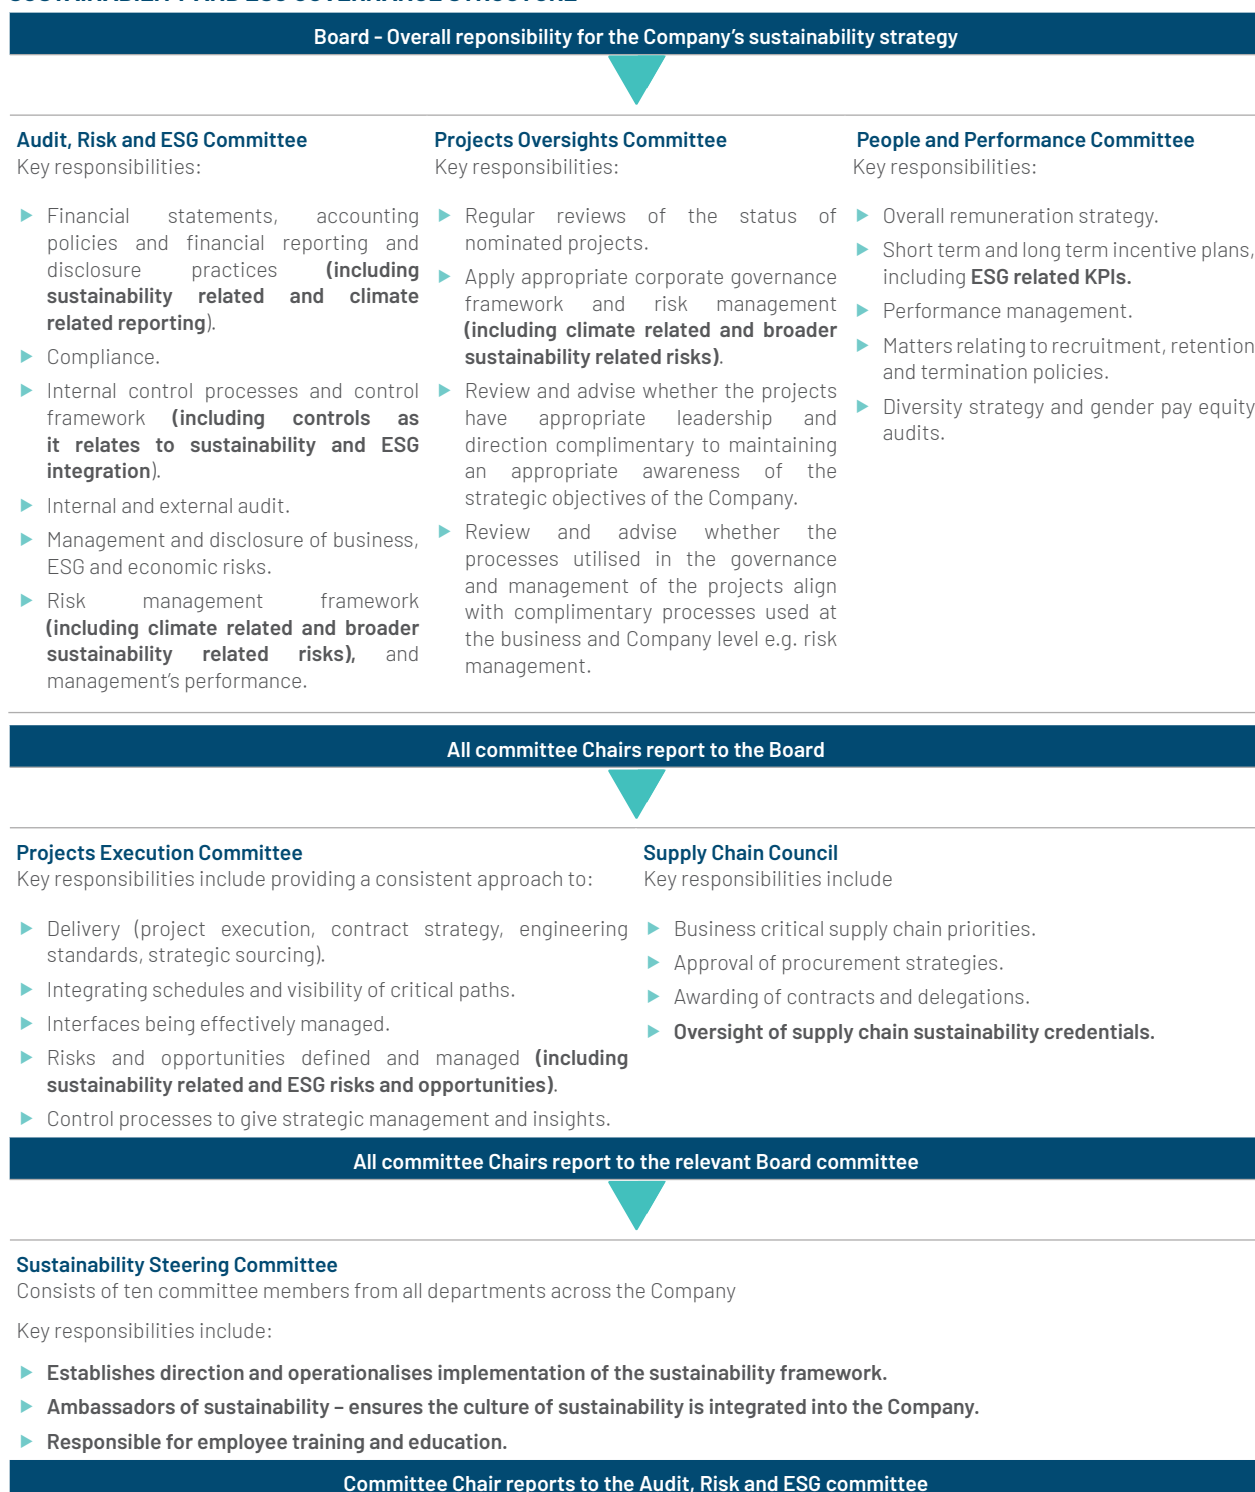 Board - Overall reponsibility for the Company's sustainability strategy
Audit, Risk and ESG Committee
Key responsibilities:
Financial statements, accounting
policies and financial reporting and
disclosure practices (including
sustainability related and climate
related reporting).
Compliance.
Internal control processes and control
framework (including controls as
it relates to sustainability and ESG
integration).
Internal and external audit.
Management and disclosure of business,
ESG and economic risks.
Risk management framework
(including climate related and broader
sustainability related risks), and
management's performance.
Projects Oversights Committee
Key responsibilities:
Regular reviews of the status of
nominated projects.
Apply appropriate corporate governance
framework and risk management
(including climate related and broader
sustainability related risks).
Review and advise whether the projects
have appropriate leadership and
direction complimentary to maintaining
an appropriate awareness of the
strategic objectives of the Company.
Review and advise whether the
processes utilised in the governance
and management of the projects align
with complimentary processes used at
the business and Company level e.g. risk
management.
People and Performance Committee
Key responsibilities:
Overall remuneration strategy.
Short term and long term incentive plans,
including ESG related KPIs.
Performance management.
Matters relating to recruitment, retention
and termination policies.
Diversity strategy and gender pay equity
audits.
All committee Chairs report to the Board
Projects Execution Committee
Key responsibilities include providing a consistent approach to:
Delivery (project execution, contract strategy, engineering
standards, strategic sourcing).
Integrating schedules and visibility of critical paths.
Interfaces being effectively managed.
Risks and opportunities defined and managed (including
sustainability related and ESG risks and opportunities).
Control processes to give strategic management and insights.
Supply Chain Council
Key responsibilities include
Business critical supply chain priorities.
Approval of procurement strategies.
Awarding of contracts and delegations.
Oversight of supply chain sustainability credentials.
All committee Chairs report to the relevant Board committee
Sustainability Steering Committee
Consists of ten committee members from all departments across the Company
Key responsibilities include:
Establishes direction and operationalises implementation of the sustainability framework.
Ambassadors of sustainability – ensures the culture of sustainability is integrated into the Company.
Responsible for employee training and education.
Committee Chair reports to the Audit, Risk and ESG committee